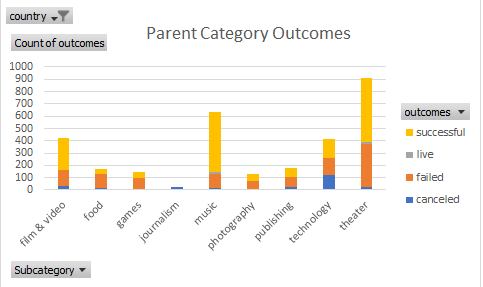 country
Count of outcomes
Parent Category Outcomes
1000
900
800
700
600
500
400
300
200
100
0
film & video
food
games
journalism
music
photography
publishing
technology
theater
outcomes
successful
live
failed
canceled
Subcategory